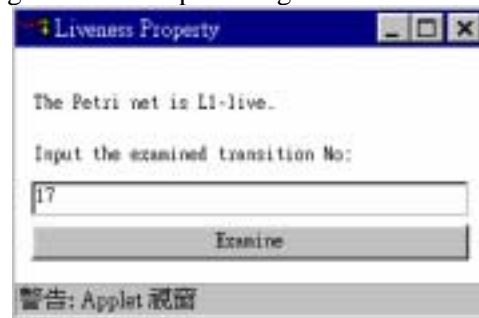 Liveness Property
The Petri net is L1-live.
Input the examined transition No:
17
Examine
警告: Applet 視窗